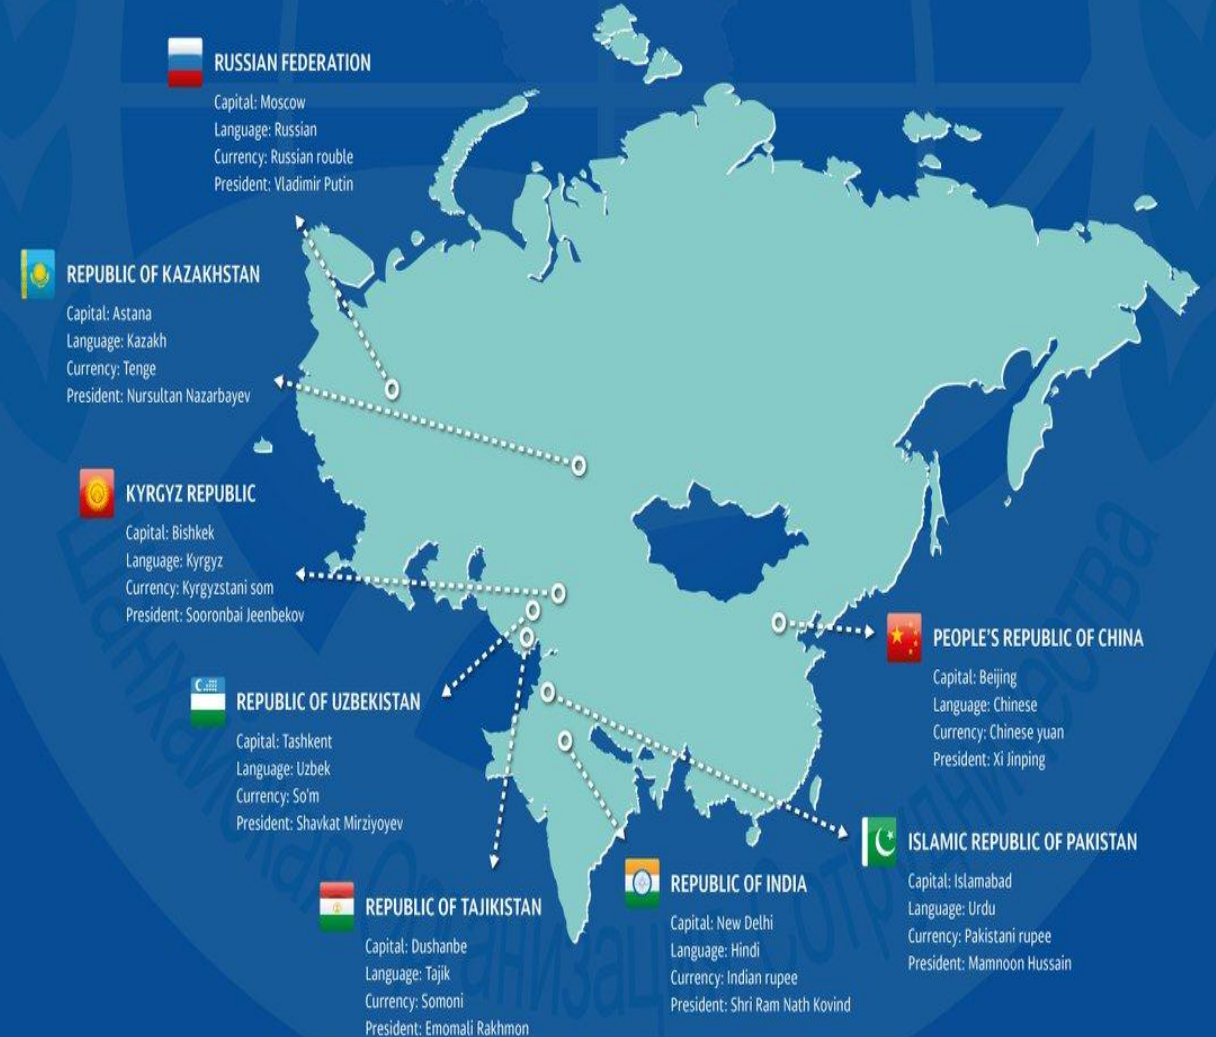 RUSSIAN FEDERATION
Capital: Moscow
Language: Russian
Currency: Russian rouble
President: Vladimir Putin
REPUBLIC OF KAZAKHSTAN
Capital: Astana
Language: Kazakh
Currency: Tenge
President: Nursultan Nazarbayev
KYRGYZ REPUBLIC
Capital: Bishkek
Language: Kyrgyz
Currency: Kyrgyzstani som
President: Sooronbai Jeenbekov
REPUBLIC OF UZBEKISTAN
Capital: Tashkent
Language: Uzbek
Currency: So'm
President: Shavkat Mirziyoyev
REPUBLIC OF TAJIKISTAN
Capital: Dushanbe
Language: Tajik
Currency: Somoni
President: Emomali Rakhmon
REPUBLIC OF INDIA
Capital: New Delhi
Language: Hindi
Currency: Indian rupee
President: Shri Ram Nath Kovind
PEOPLE'S REPUBLIC OF CHINA
Capital: Beijing
Language: Chinese
Currency: Chinese yuan
President: Xi Jinping
ISLAMIC REPUBLIC OF PAKISTAN
Capital: Islamabad
Language: Urdu
Currency: Pakistani rupee
President: Mamnoon Hussain